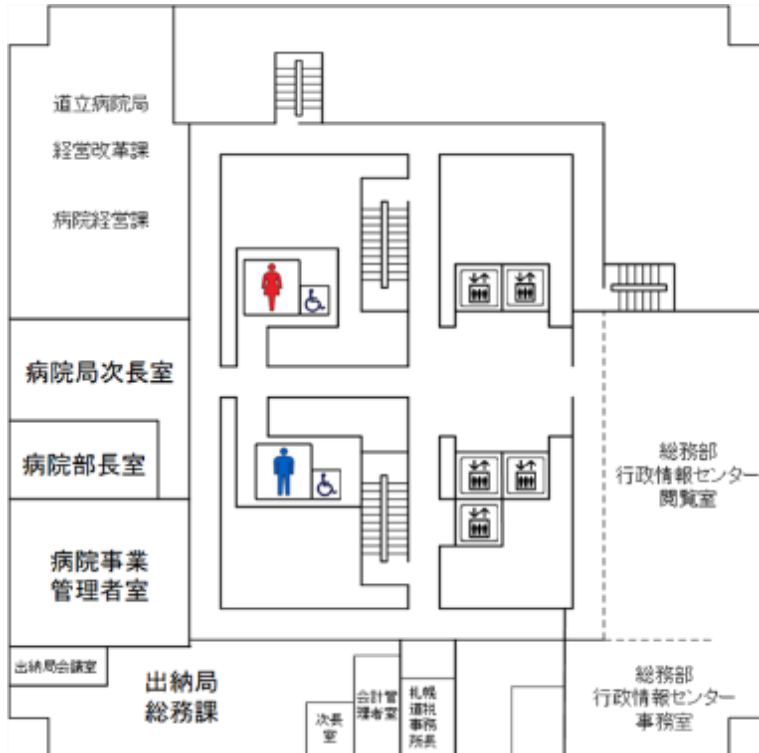 道立病院局
経営改革課
病院経営課
病院局次長室
病院部長室
総務部
行政情報センター
閲覧室
病院事業
管理者室
出納局会議室
出納局
総務課
次長
室
会計管
理者室
札幌
道税
事務
所長
総務部
行政情報センター
事務室